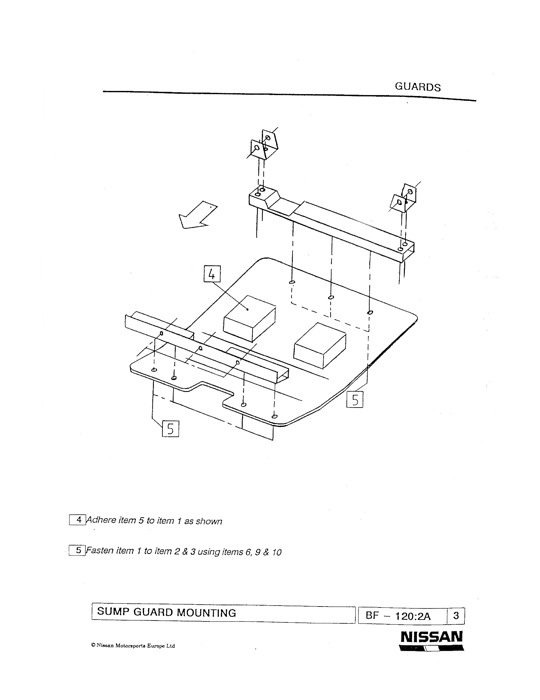 GUARDS
4
5
5
4 Adhere item 5 to item 1 as shown
5 Fasten item 1 to item 2 & 3 using items 6, 9 & 10
SUMP GUARD MOUNTING
BF - 120:2A 3
NISSAN
© Nissan Motorsports Europe Ltd